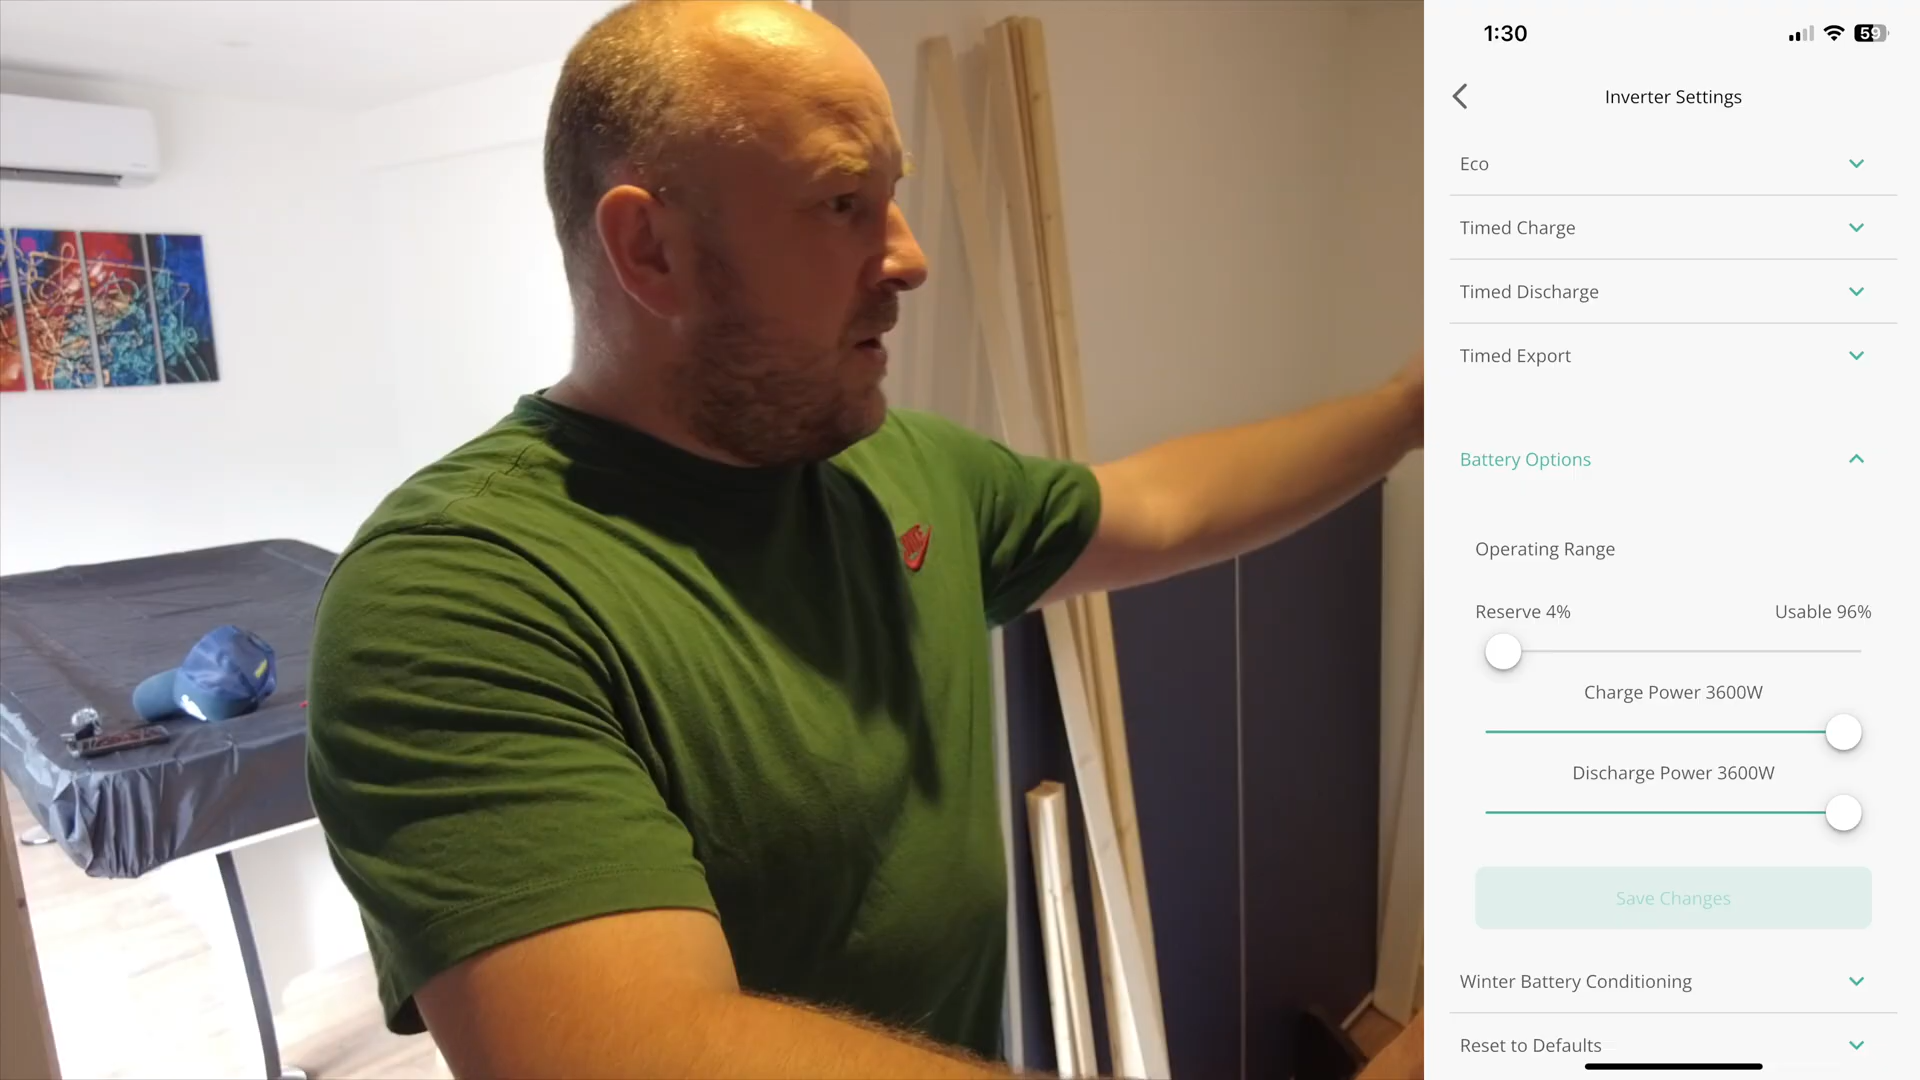 1:30
59
Inverter Settings
Eco
Timed Charge
Timed Discharge
Timed Export
Battery Options
Operating Range
Reserve 4%
Usable 96%
Charge Power 3600W
Discharge Power 3600W
Save Changes
Winter Battery Conditioning
Reset to Defaults